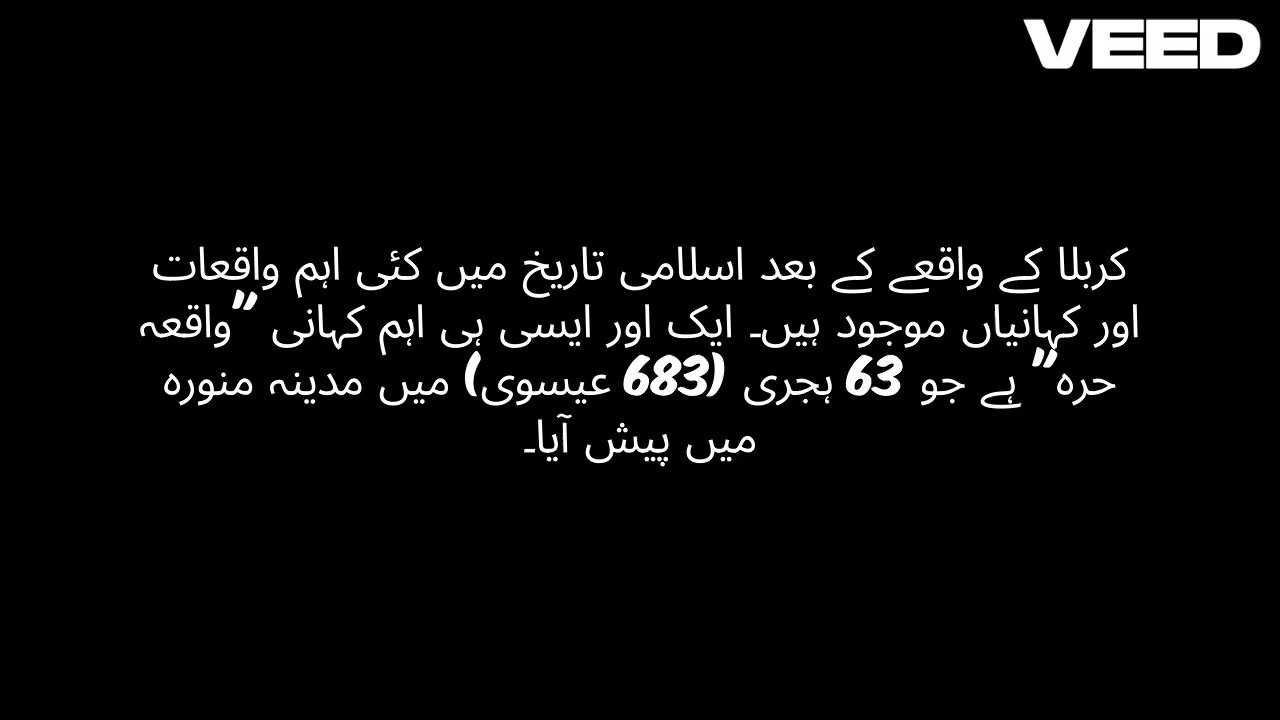 VEED
کربلا کے واقعے کے بعد اسلامی تاریخ میں کئی اہم واقعات
اور کہانیاں موجود ہیں۔ ایک اور ایسی ہی اہم کہانی "واقعہ
حرہ" ہے جو 63 ہجری (683 عیسوی) میں مدینہ منورہ
میں پیش آیا۔